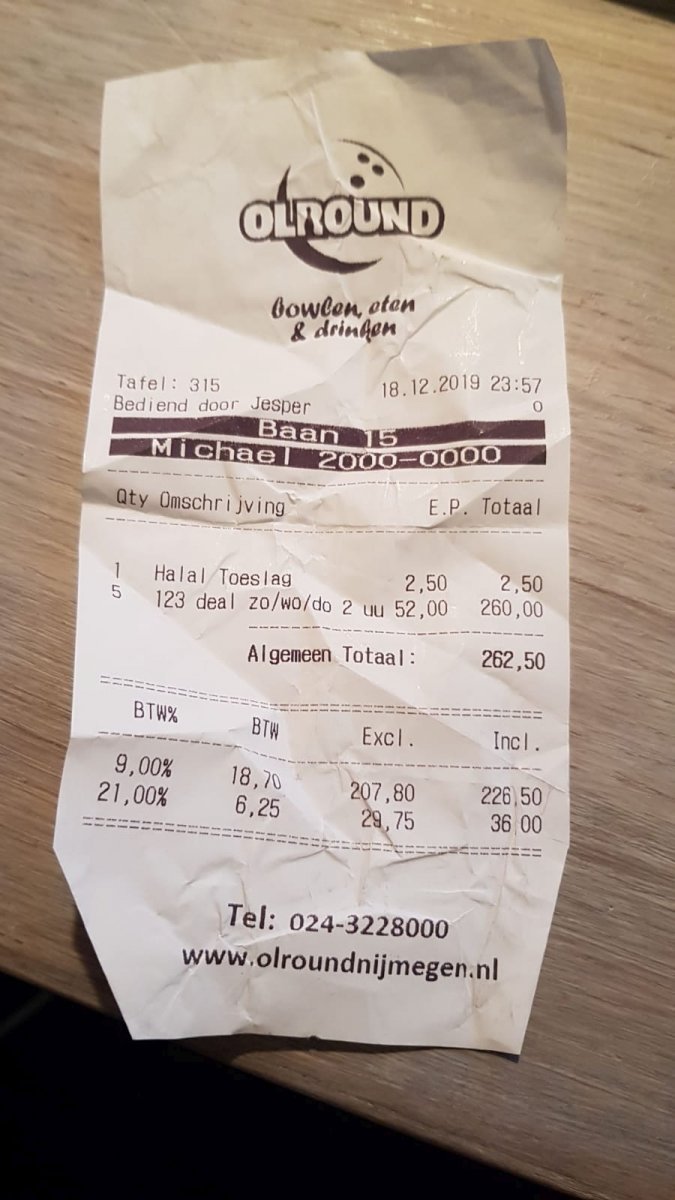 OLROUND
bowlen, eten
& drinken
Tafel: 315 18.12.2019 23:57
Bediend door Jesper 0
Baan 15
Michael 2000-0000
Qty Omschrijving E.P. Totaal
1 Halal Toeslag 2,50 2,50
5 123 deal zo/wo/do 2 uu 52,00 260,00
Algemeen Totaal: 262,50
BTW% BTW Excl. Incl.
9,00% 18,70 207,80 226,50
21,00% 6,25 29,75 36,00
Tel: 024-3228000
www.olroundnijmegen.nl